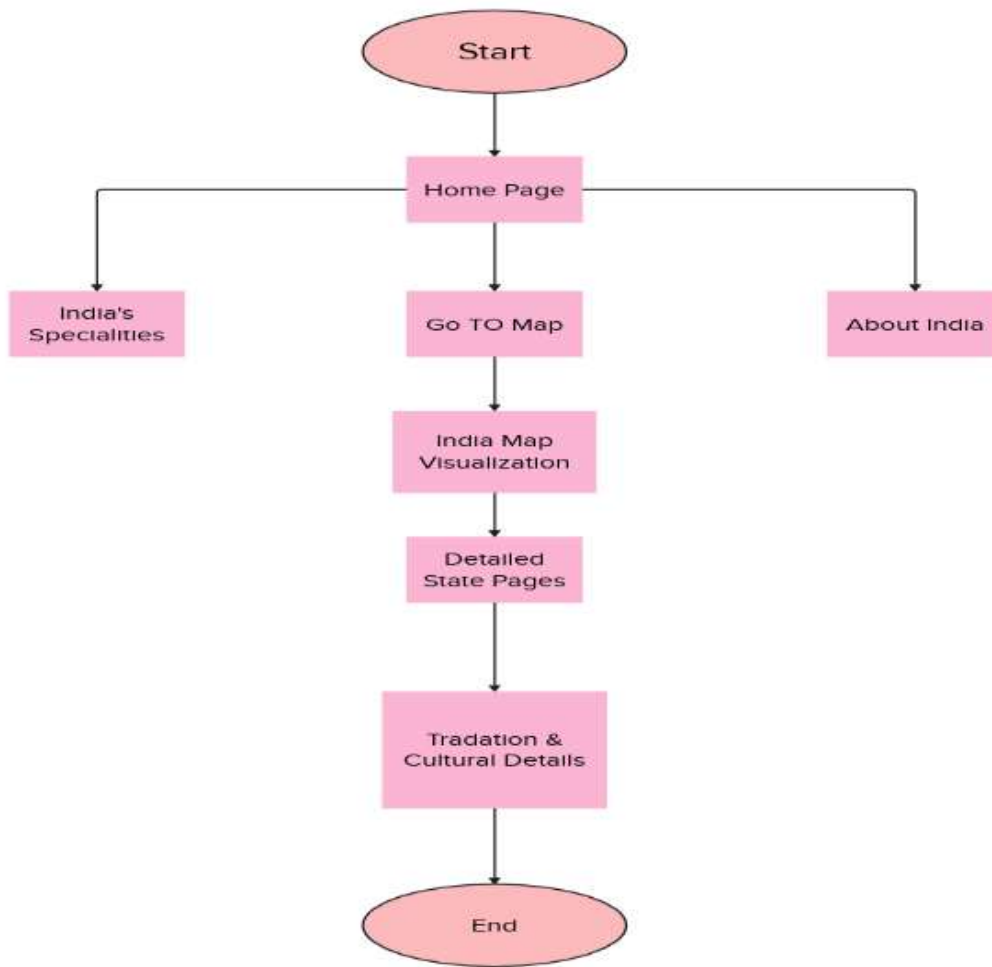 Start
Home Page
India's
Specialities
Go TO Map
About India
India Map
Visualization
Detailed
State Pages
Tradation &
Cultural Details
End